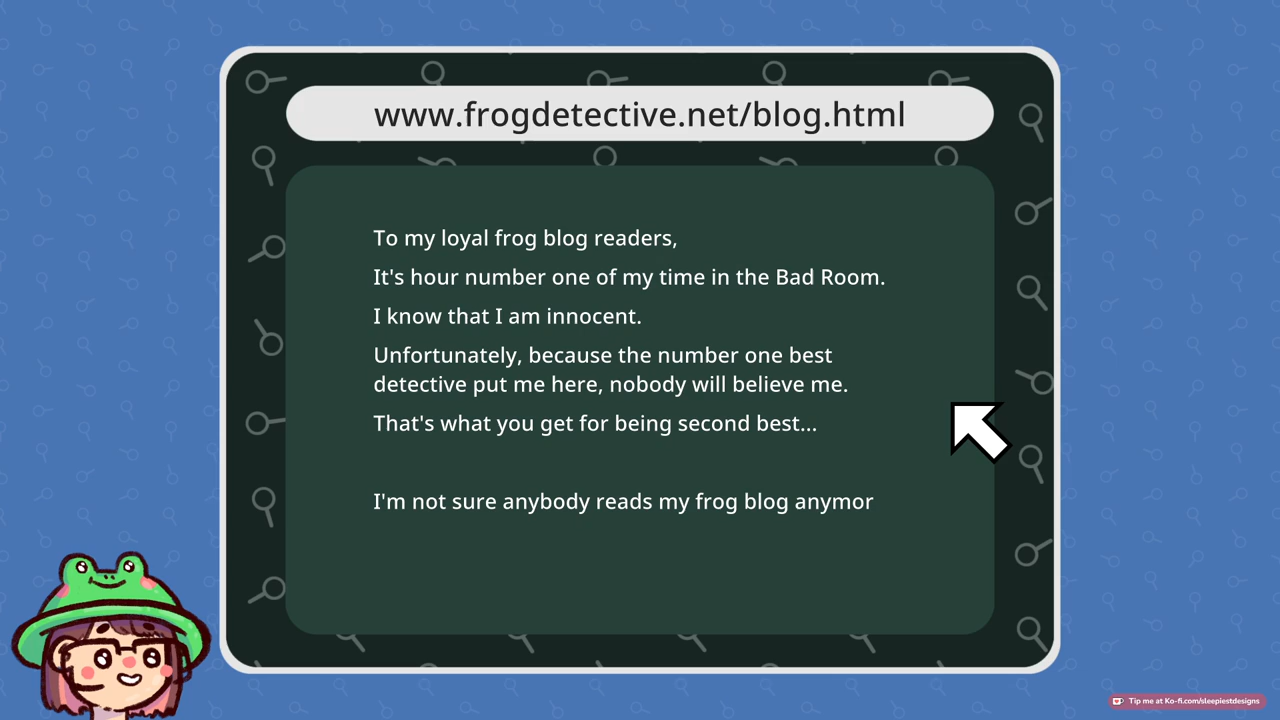 www.frogdetective.net/blog.html
To my loyal frog blog readers,
It's hour number one of my time in the Bad Room.
I know that I am innocent.
Unfortunately, because the number one best
detective put me here, nobody will believe me.
That's what you get for being second best...
I'm not sure anybody reads my frog blog anymor
Tip me at Ko-fi.com/sleepiestdesigns